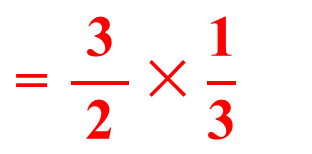 = 3/2 × 1/3